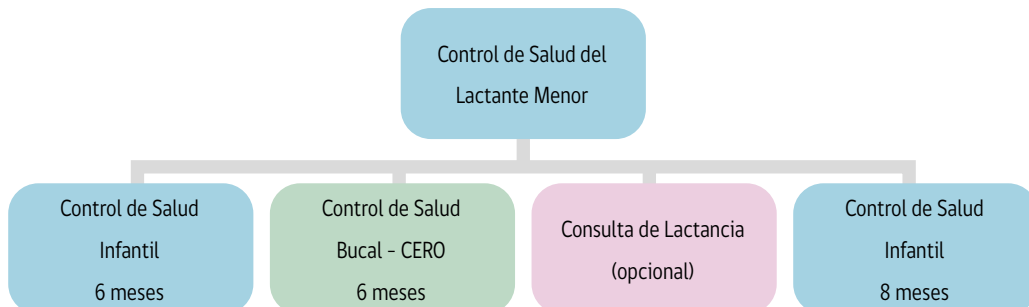 Control de Salud del
Lactante Menor
Control de Salud
Infantil
6 meses
Control de Salud
Bucal – CERO
6 meses
Consulta de Lactancia
(opcional)
Control de Salud
Infantil
8 meses